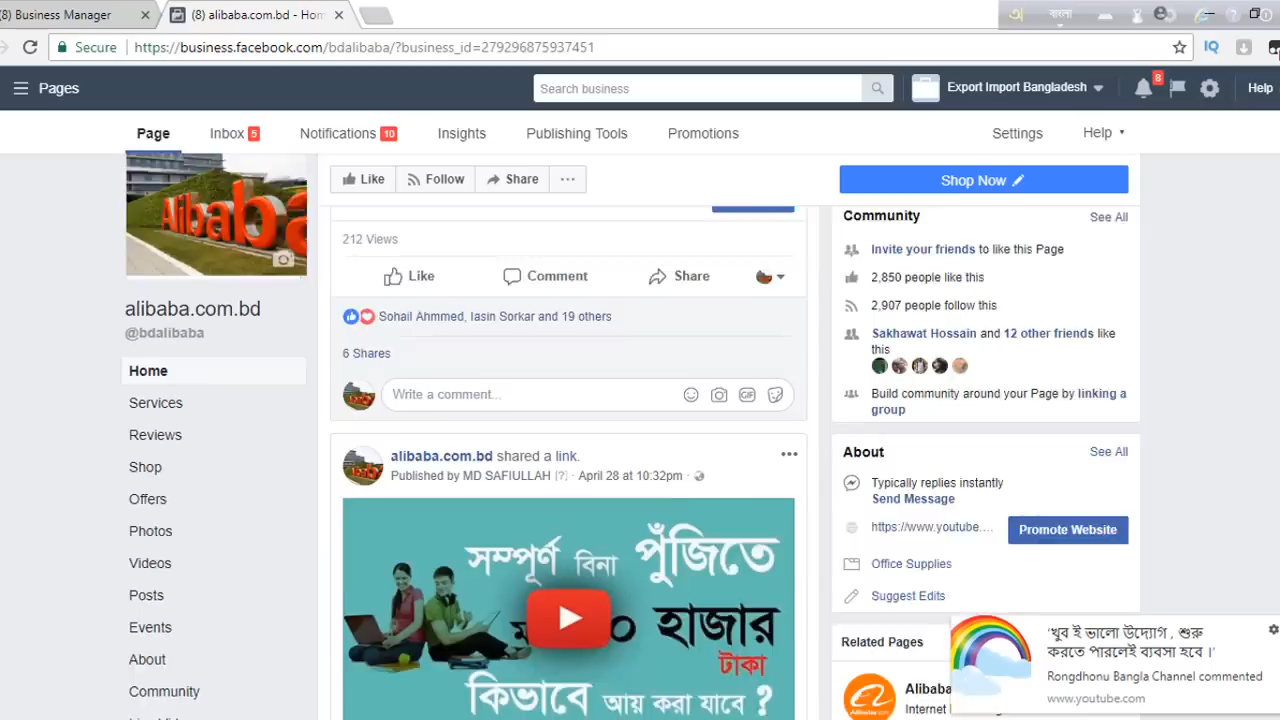 (8) Business Manager
(8) alibaba.com.bd - Hom
বাংলা
Secure
https://business.facebook.com/bdalibaba/?business_id=279296875937451
IQ
Pages
Search business
Export Import Bangladesh
8
Help
Page
Inbox 5
Notifications 10
Insights
Publishing Tools
Promotions
Settings
Help
Alibaba
Like
Follow
Share
Shop Now
alibaba.com.bd
@bdalibaba
Home
Services
Reviews
Shop
Offers
Photos
Videos
Posts
Events
About
Community
212 Views
Like
Comment
Share
Sohail Ahmmed, Iasin Sorkar and 19 others
6 Shares
Write a comment...
GIF
alibaba.com.bd shared a link.
Published by MD SAFIULLAH [?] · April 28 at 10:32pm ·
সম্পূর্ণ বিনা পুঁজিতে
হাজার
টাকা
কিভাবে আয় করা যাবে ?
Community
See All
Invite your friends to like this Page
2,850 people like this
2,907 people follow this
Sakhawat Hossain and 12 other friends like
this
Build community around your Page by linking a
group
About
See All
Typically replies instantly
Send Message
https://www.youtube....
Promote Website
Office Supplies
Suggest Edits
Related Pages
Alibaba
Internet
'খুব ই ভালো উদ্যোগ , শুরু
করতে পারলেই ব্যবসা হবে ।'
Rongdhonu Bangla Channel commented
www.youtube.com